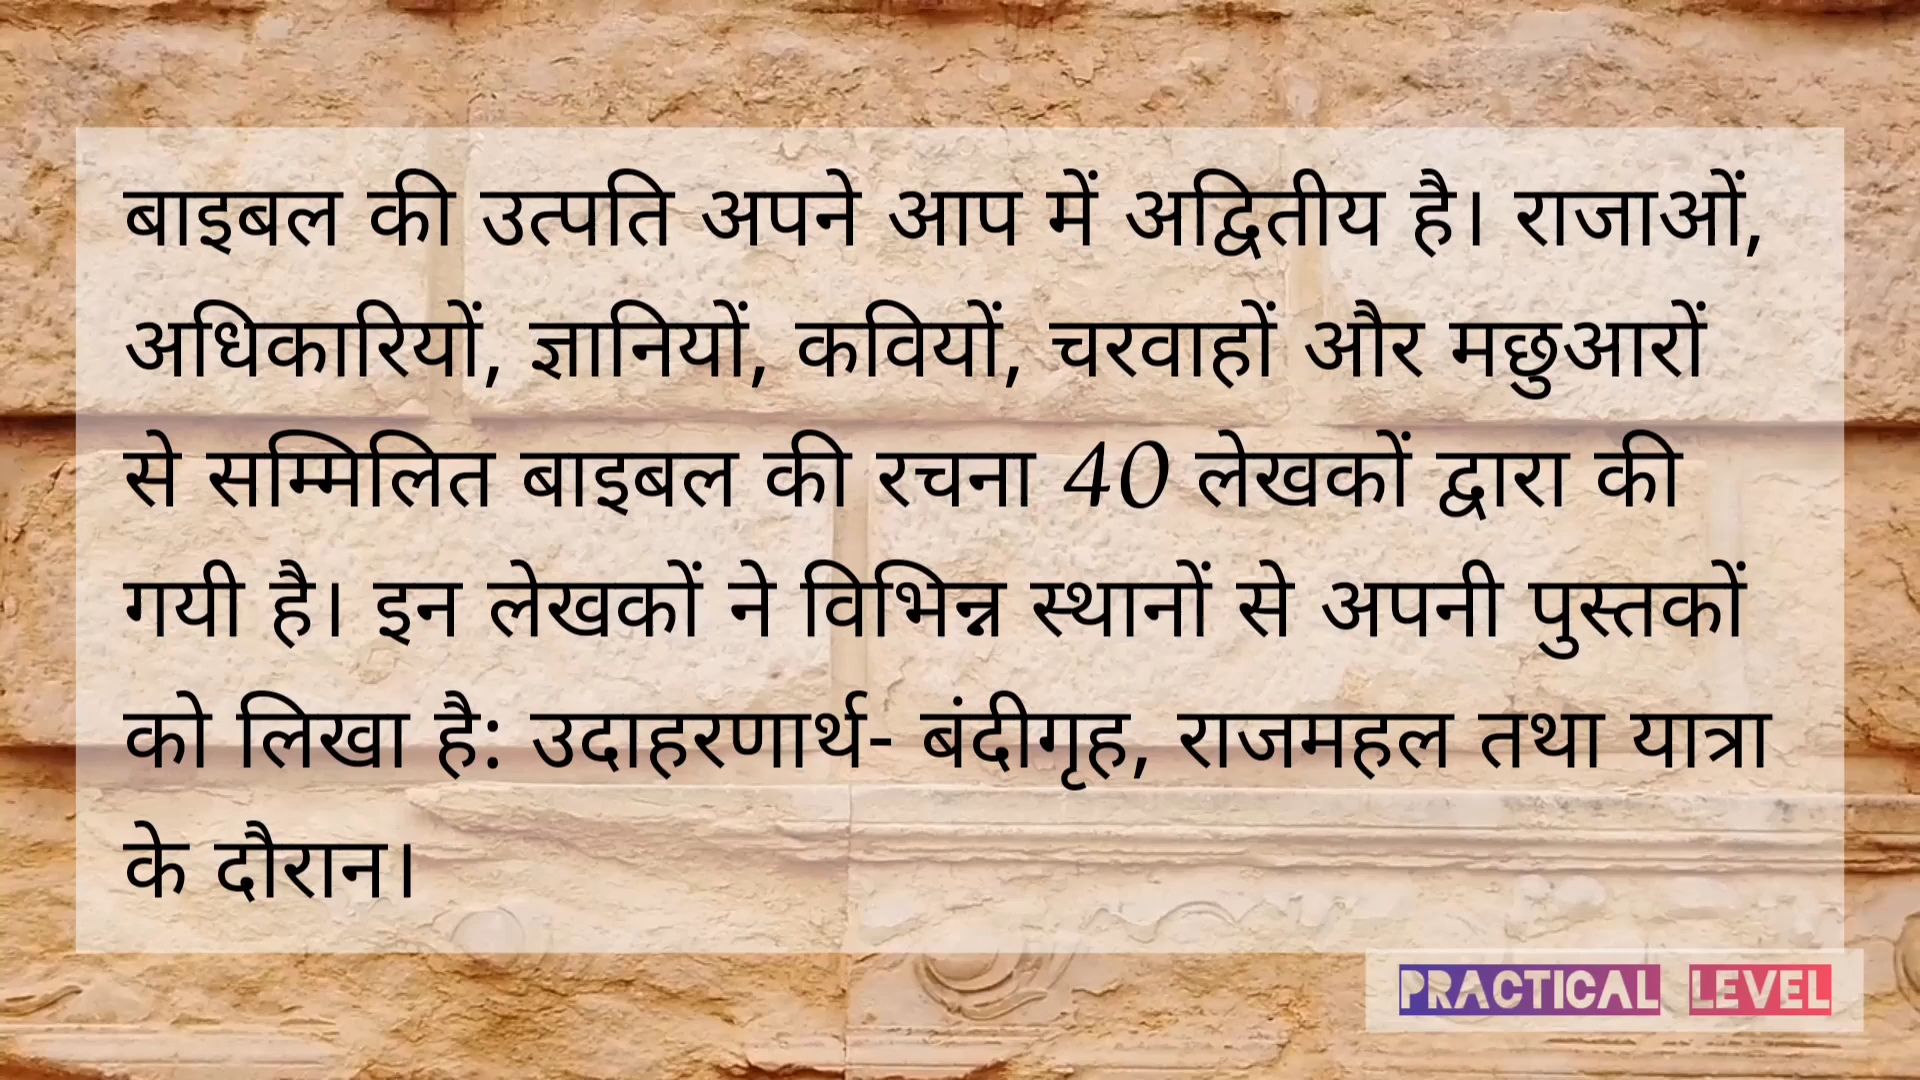 बाइबल की उत्पति अपने आप में अद्वितीय है। राजाओं,
अधिकारियों, ज्ञानियों, कवियों, चरवाहों और मछुआरों
से सम्मिलित बाइबल की रचना 40 लेखकों द्वारा की
गयी है। इन लेखकों ने विभिन्न स्थानों से अपनी पुस्तकों
को लिखा है: उदाहरणार्थ- बंदीगृह, राजमहल तथा यात्रा
के दौरान।
PRACTICAL LEVEL